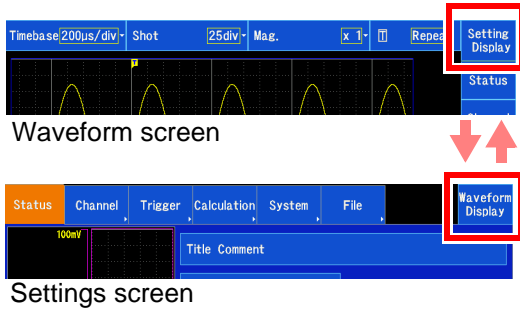 Timebase 200μs/div Shot 25div Mag. x 1 T Repea Setting
Display
T
Status
Waveform screen
Status Channel Trigger Calculation System File Waveform
Display
100mV
Title Comment
Settings screen